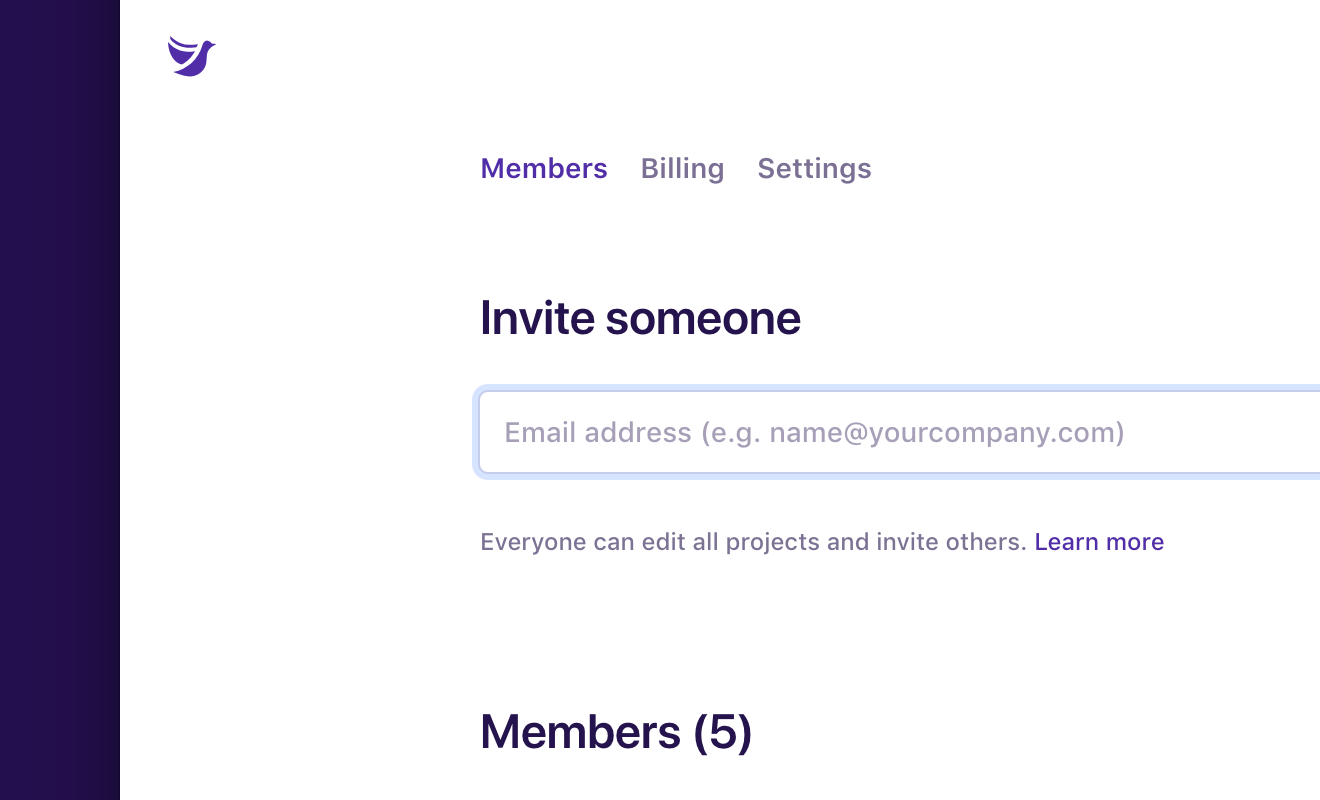 Members Billing Settings
Invite someone
Email address (e.g. name@yourcompany.com)
Everyone can edit all projects and invite others. Learn more
Members (5)